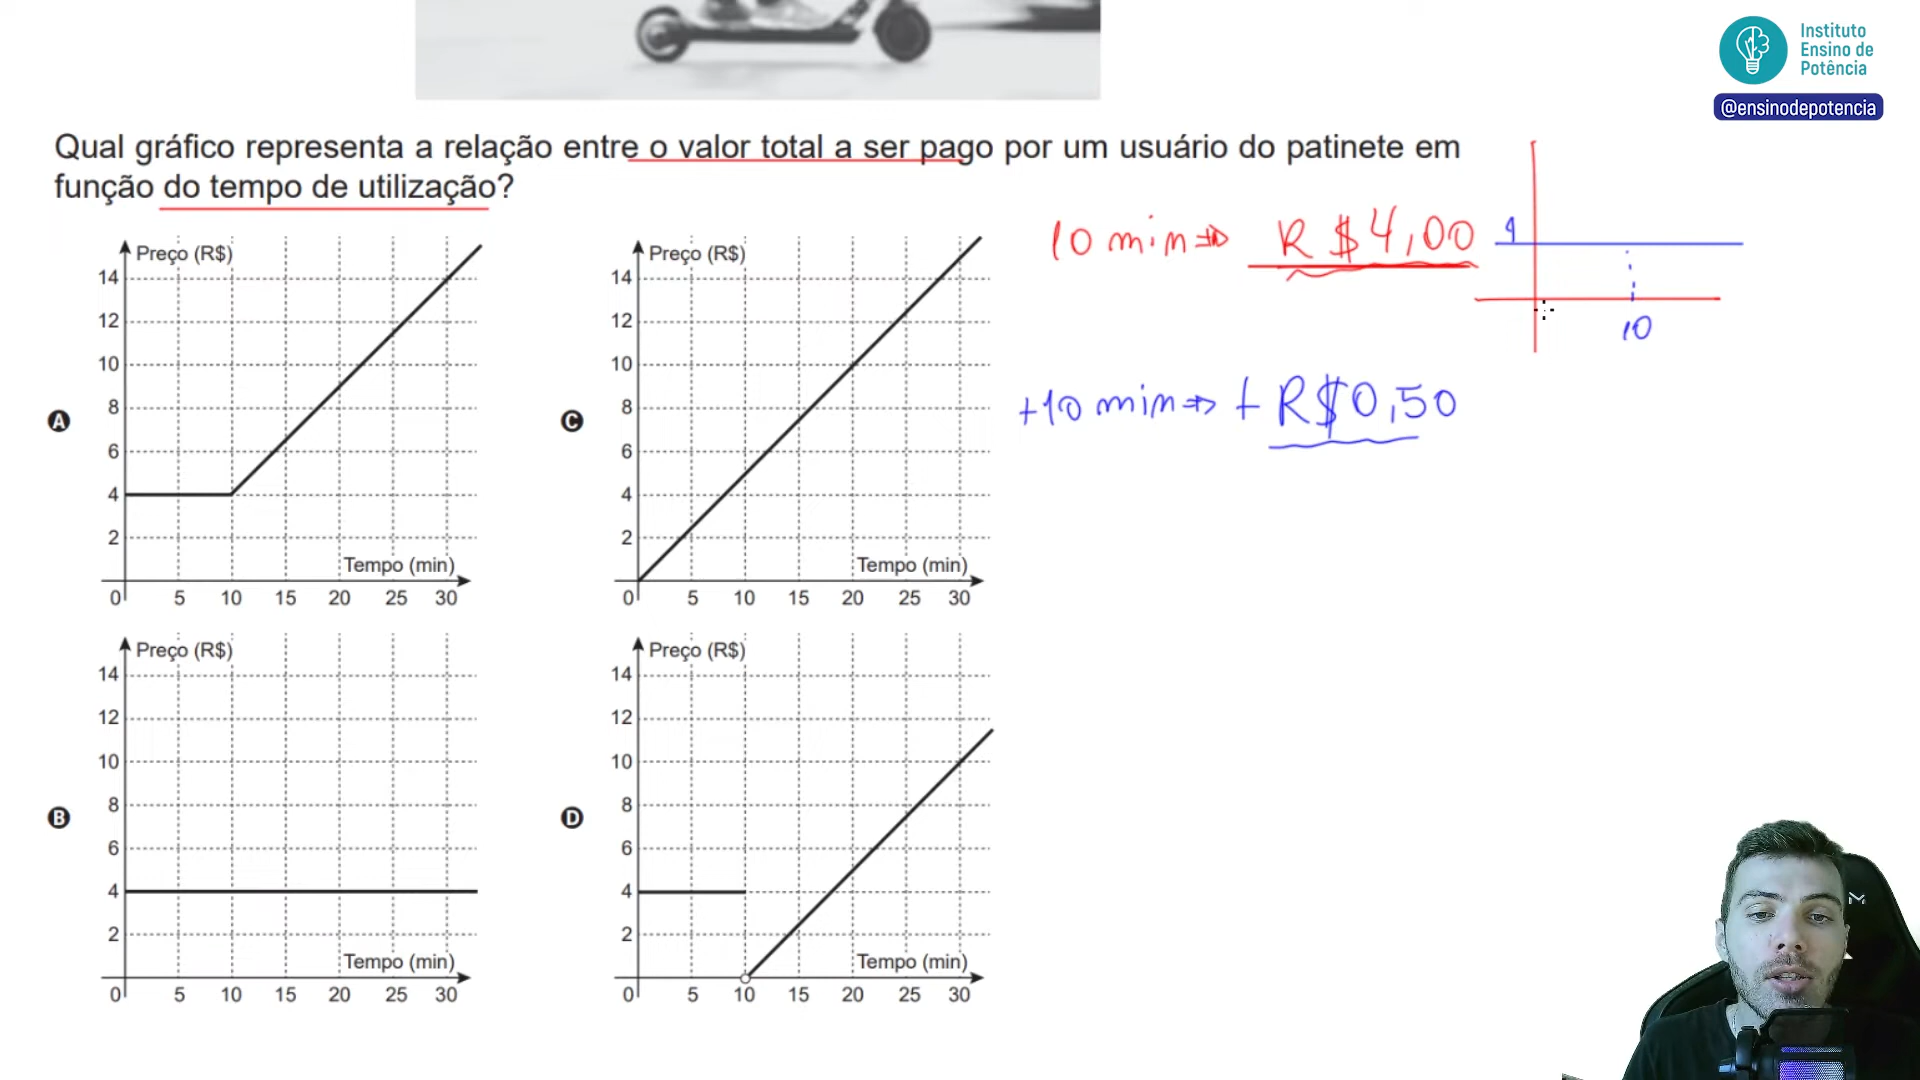 Instituto
Ensino de
Potência
@ensinodepotencia
Qual gráfico representa a relação entre o valor total a ser pago por um usuário do patinete em
função do tempo de utilização?
10 min ⇒ R$4,00
4
10
+10 min ⇒ + R$0,50
A
Preço (R$)
14
12
10
8
6
4
2
Tempo (min)
0 5 10 15 20 25 30
C
Preço (R$)
14
12
10
8
6
4
2
Tempo (min)
0 5 10 15 20 25 30
B
Preço (R$)
14
12
10
8
6
4
2
Tempo (min)
0 5 10 15 20 25 30
D
Preço (R$)
14
12
10
8
6
4
2
Tempo (min)
0 5 10 15 20 25 30